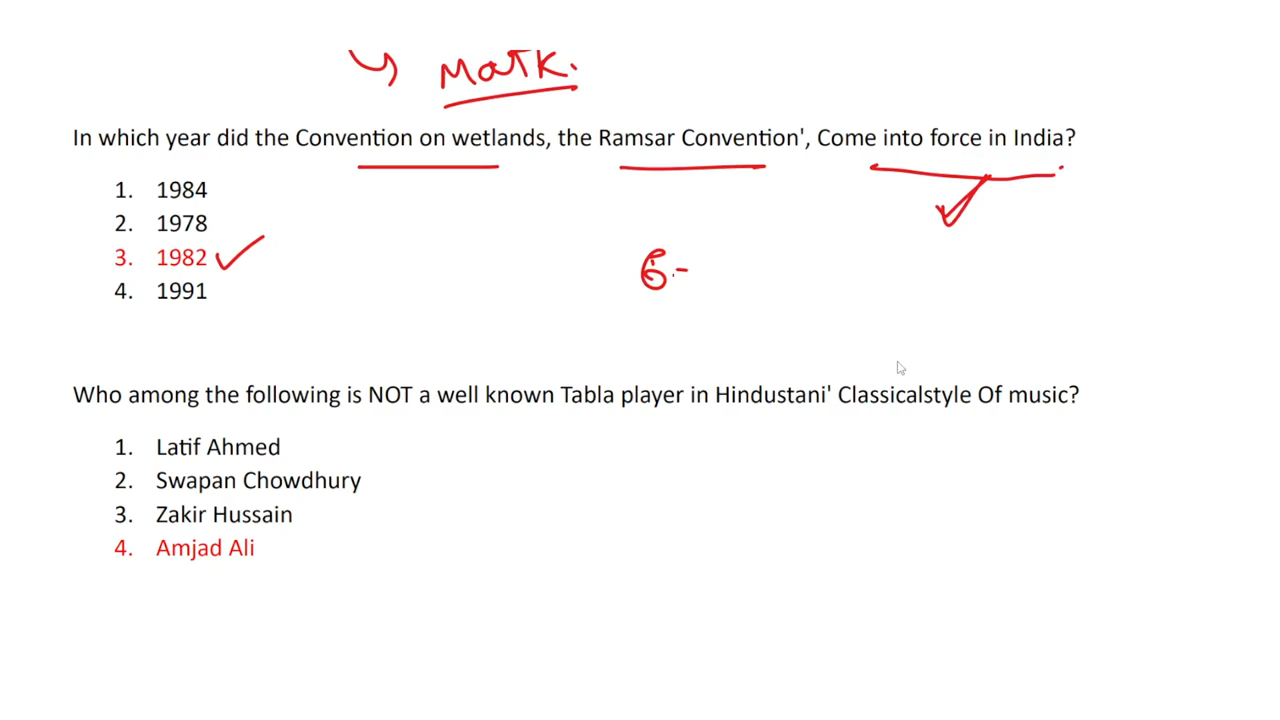 Mark.
In which year did the Convention on wetlands, the Ramsar Convention', Come into force in India?
1. 1984
2. 1978
3. 1982
4. 1991
6
Who among the following is NOT a well known Tabla player in Hindustani' Classicalstyle Of music?
1. Latif Ahmed
2. Swapan Chowdhury
3. Zakir Hussain
4. Amjad Ali